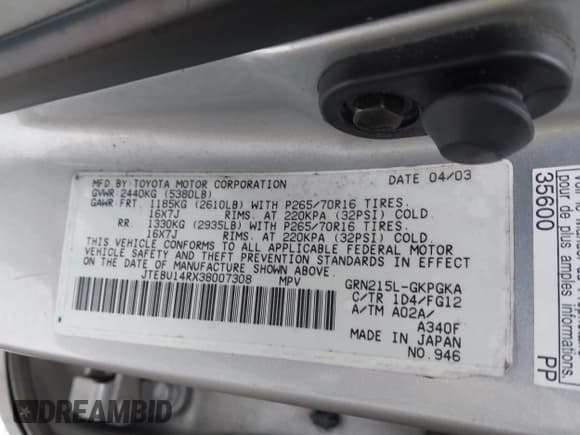 MFD.BY:TOYOTA MOTOR CORPORATION DATE 04/03
GVWR 2440KG (5380LB)
GAWR FRT. 1185KG (2610LB) WITH P265/70R16 TIRES.
16X7J RIMS. AT 220KPA (32PSI) COLD.
RR. 1330KG (2935LB) WITH P265/70R16 TIRES.
16X7J RIMS. AT 220KPA (32PSI) COLD.
THIS VEHICLE CONFORMS TO ALL APPLICABLE FEDERAL MOTOR
VEHICLE SAFETY AND THEFT PREVENTION STANDARDS IN EFFECT
ON THE DATE OF MANUFACTURE SHOWN ABOVE.
JTEBU14RX38007308 MPV
GRN215L-GKPGKA
C/TR 1D4/FG12
A/TM A02A/
A340F
MADE IN JAPAN
NO.946
pour de plus
de amples informations.
35600
PP
DREAMBID